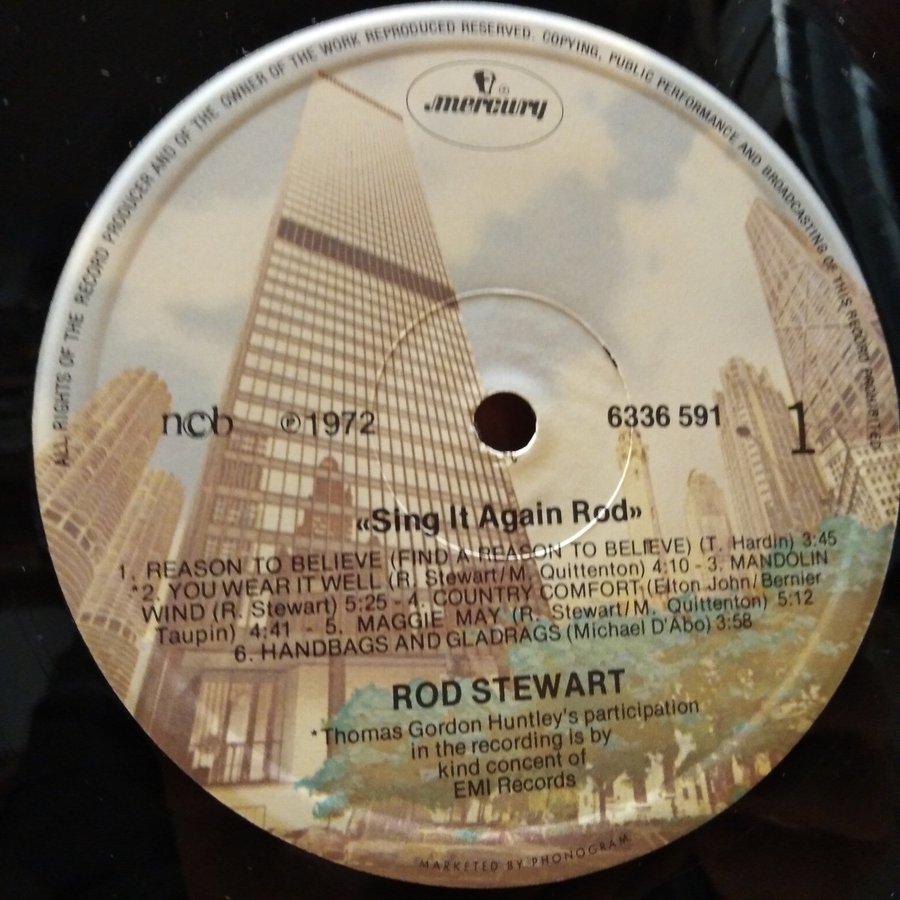 ALL RIGHTS OF THE RECORD PRODUCER AND OF THE OWNER OF THE WORK REPRODUCED RESERVED. COPYING, PUBLIC PERFORMANCE AND BROADCASTING OF THIS RECORD PROHIBITED
mercury
ncb ℗ 1972 6336 591 1
«Sing It Again Rod»
1. REASON TO BELIEVE (FIND A REASON TO BELIEVE) (T. Hardin) 3:45
*2. YOU WEAR IT WELL (R. Stewart/M. Quittenton) 4:10 - 3. MANDOLIN
WIND (R. Stewart) 5:25 - 4. COUNTRY COMFORT (Elton John/Bernier
Taupin) 4:41 - 5. MAGGIE MAY (R. Stewart/M. Quittenton) 5:12
6. HANDBAGS AND GLADRAGS (Michael D'Abo) 3:58
ROD STEWART
*Thomas Gordon Huntley's participation
in the recording is by
kind concent of
EMI Records
MARKETED BY PHONOGRAM